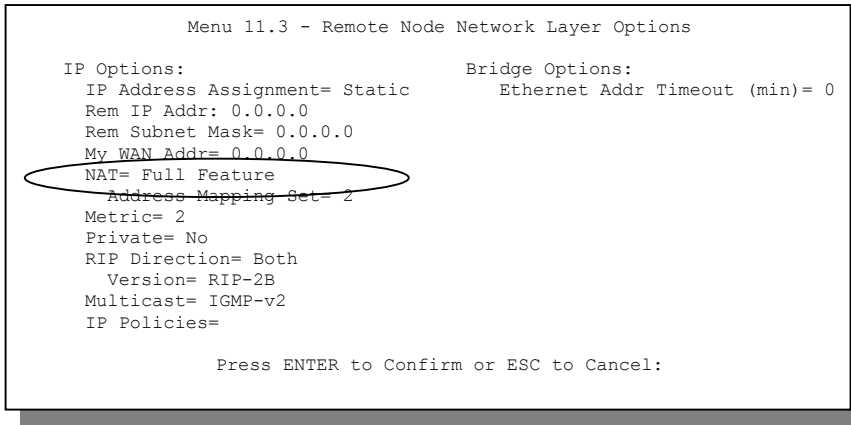 Menu 11.3 - Remote Node Network Layer Options
IP Options: Bridge Options:
IP Address Assignment= Static Ethernet Addr Timeout (min)= 0
Rem IP Addr: 0.0.0.0
Rem Subnet Mask= 0.0.0.0
My WAN Addr= 0.0.0.0
NAT= Full Feature
Address Mapping Set= 2
Metric= 2
Private= No
RIP Direction= Both
Version= RIP-2B
Multicast= IGMP-v2
IP Policies=
Press ENTER to Confirm or ESC to Cancel: